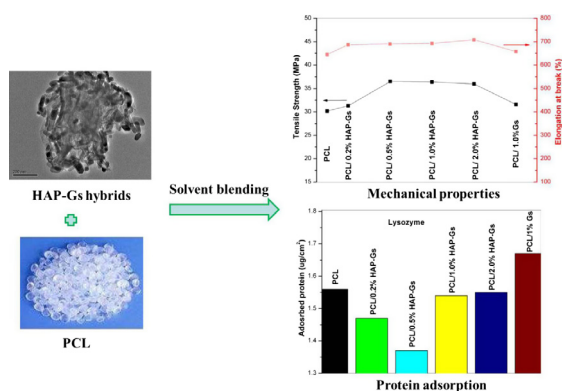 HAP-Gs hybrids
PCL
Solvent blending
50
45
40
35
30
25
20
15
Tensile Strength (MPa)
800
700
600
500
400
300
200
100
Elongation at break (%)
PCL
PCL/ 0.2% HAP-Gs
PCL/ 0.5% HAP-Gs
PCL/ 1.0% HAP-Gs
PCL/ 2.0% HAP-Gs
PCL/ 1.0%Gs
Mechanical properties
1.8
1.7
1.6
1.5
1.4
1.3
Adsorbed protein (ug/cm²)
Lysozyme
PCL
PCL/0.2% HAP-Gs
PCL/0.5% HAP-Gs
PCL/1.0% HAP-Gs
PCL/2.0% HAP-Gs
PCL/1% Gs
Protein adsorption